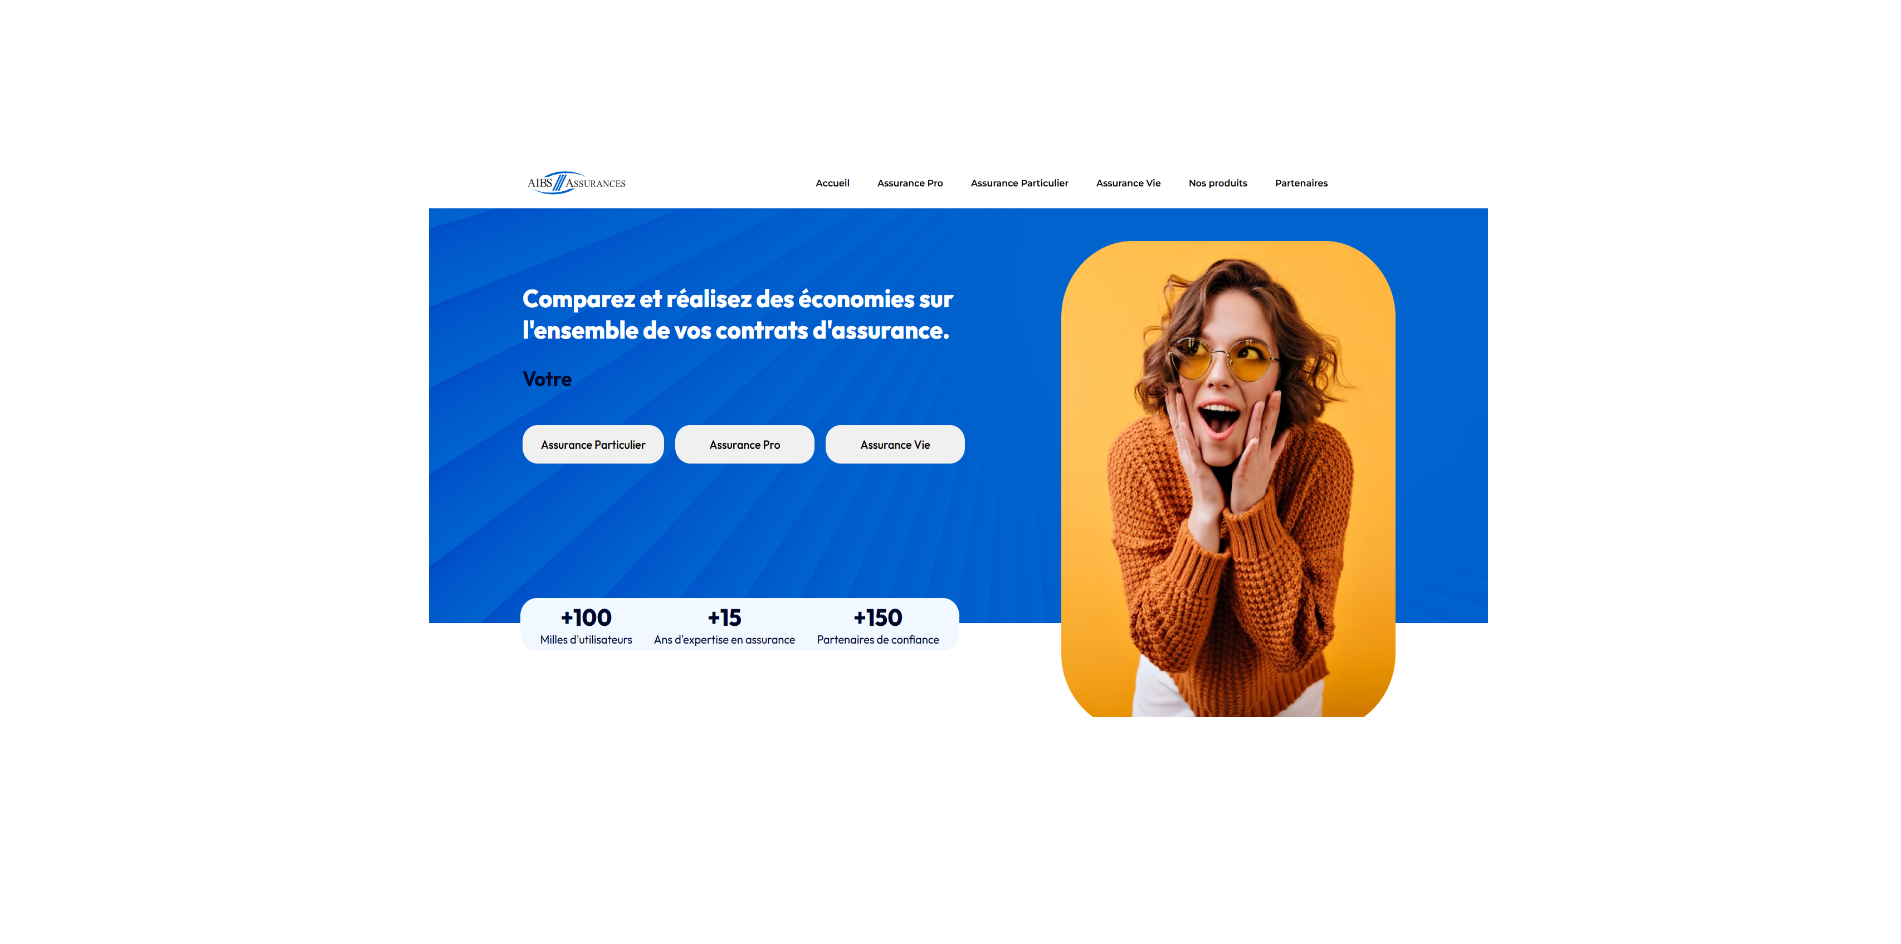 AIBS ASSURANCES
Accueil
Assurance Pro
Assurance Particulier
Assurance Vie
Nos produits
Partenaires
Comparez et réalisez des économies sur
l'ensemble de vos contrats d'assurance.
Votre
Assurance Particulier
Assurance Pro
Assurance Vie
+100
Milles d'utilisateurs
+15
Ans d'expertise en assurance
+150
Partenaires de confiance